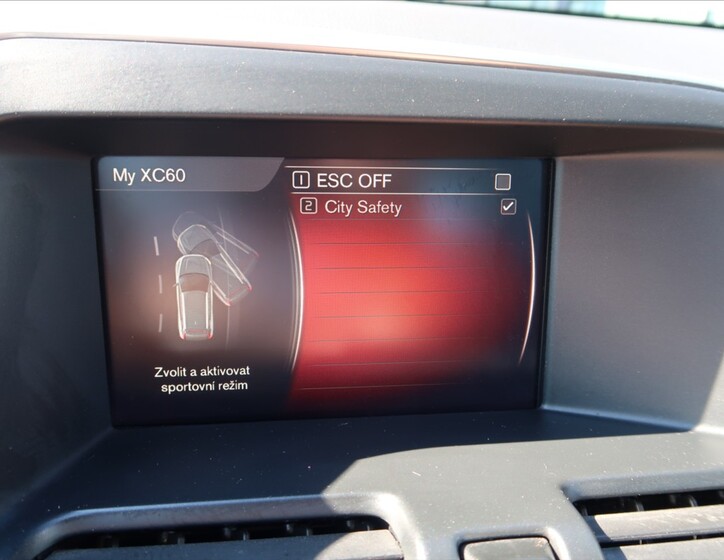 My XC60
1 ESC OFF
2 City Safety
Zvolit a aktivovat
sportovní režim